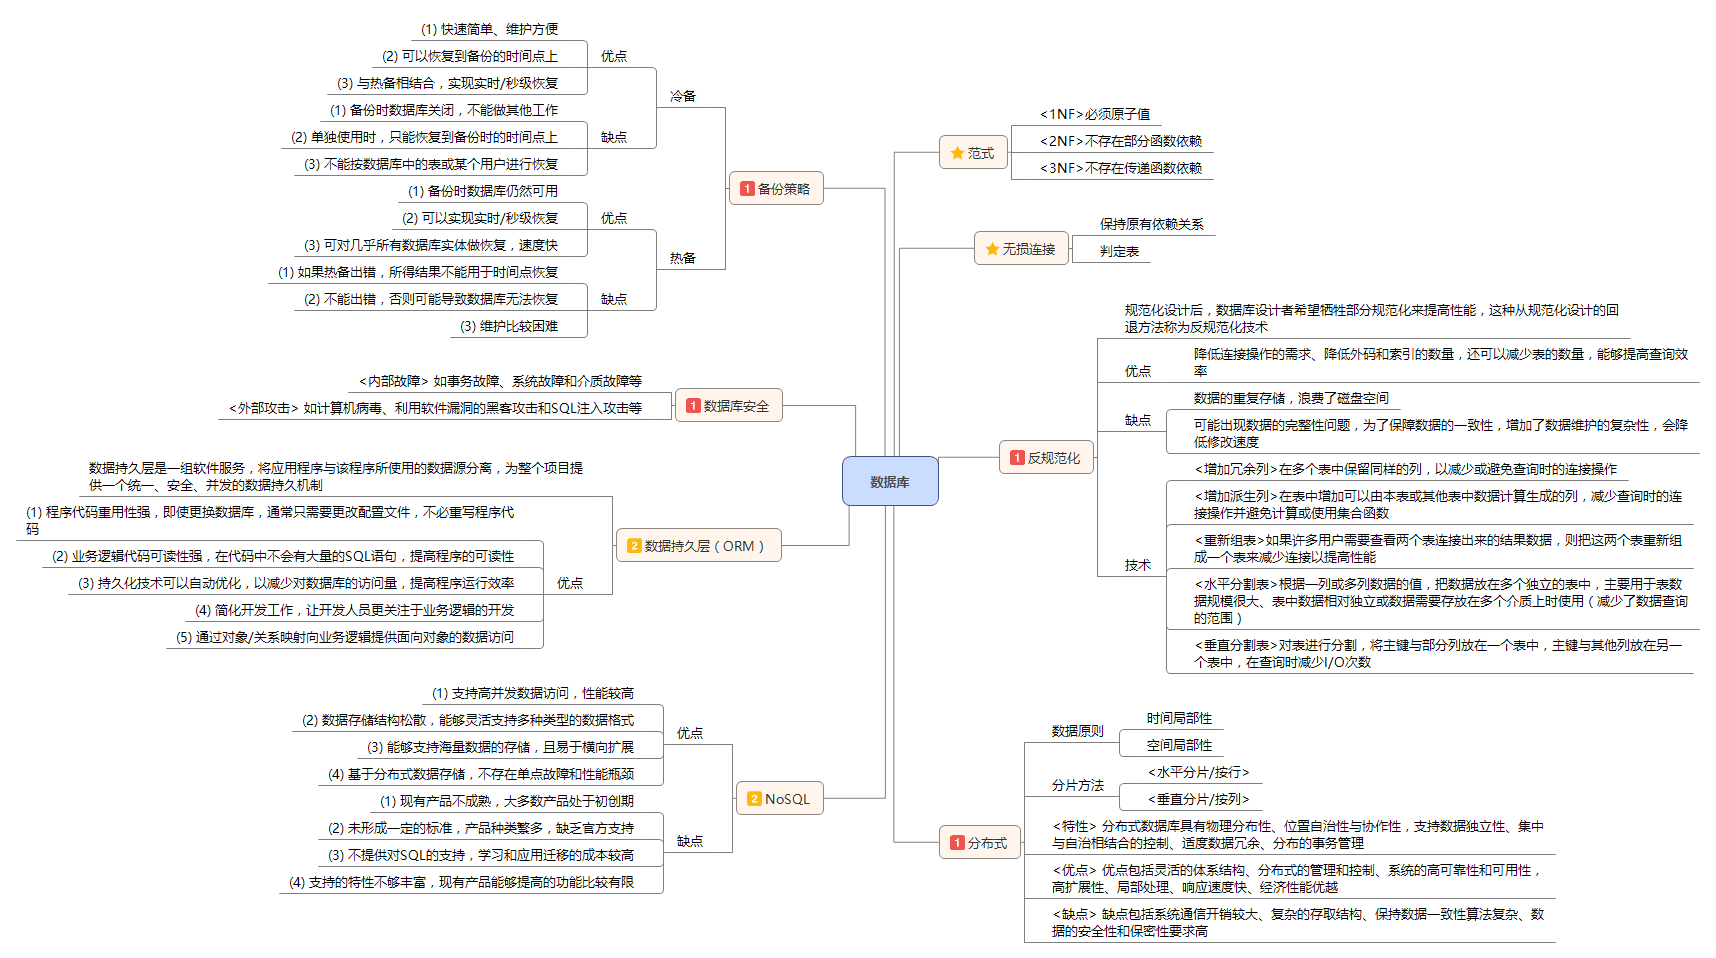 数据库
范式
<1NF>必须原子值
<2NF>不存在部分函数依赖
<3NF>不存在传递函数依赖
无损连接
保持原有依赖关系
判定表
1 反规范化
规范化设计后，数据库设计者希望牺牲部分规范化来提高性能，这种从规范化设计的回
退方法称为反规范化技术
优点
降低连接操作的需求、降低外码和索引的数量，还可以减少表的数量，能够提高查询效
率
缺点
数据的重复存储，浪费了磁盘空间
可能出现数据的完整性问题，为了保障数据的一致性，增加了数据维护的复杂性，会降
低修改速度
技术
<增加冗余列>在多个表中保留同样的列，以减少或避免查询时的连接操作
<增加派生列>在表中增加可以由本表或其他表中数据计算生成的列，减少查询时的连
接操作并避免计算或使用集合函数
<重新组表>如果许多用户需要查看两个表连接出来的结果数据，则把这两个表重新组
成一个表来减少连接以提高性能
<水平分割表>根据一列或多列数据的值，把数据放在多个独立的表中，主要用于表数
据规模很大、表中数据相对独立或数据需要存放在多个介质上时使用（减少了数据查询
的范围）
<垂直分割表>对表进行分割，将主键与部分列放在一个表中，主键与其他列放在另一
个表中，在查询时减少I/O次数
1 分布式
数据原则
时间局部性
空间局部性
分片方法
<水平分片/按行>
<垂直分片/按列>
<特性> 分布式数据库具有物理分布性、位置自治性与协作性，支持数据独立性、集中
与自治相结合的控制、适度数据冗余、分布的事务管理
<优点> 优点包括灵活的体系结构、分布式的管理和控制、系统的高可靠性和可用性，
高扩展性、局部处理、响应速度快、经济性能优越
<缺点> 缺点包括系统通信开销较大、复杂的存取结构、保持数据一致性算法复杂、数
据的安全性和保密性要求高
1 备份策略
冷备
优点
(1) 快速简单、维护方便
(2) 可以恢复到备份的时间点上
(3) 与热备相结合，实现实时/秒级恢复
缺点
(1) 备份时数据库关闭，不能做其他工作
(2) 单独使用时，只能恢复到备份时的时间点上
(3) 不能按数据库中的表或某个用户进行恢复
热备
优点
(1) 备份时数据库仍然可用
(2) 可以实现实时/秒级恢复
(3) 可对几乎所有数据库实体做恢复，速度快
缺点
(1) 如果热备出错，所得结果不能用于时间点恢复
(2) 不能出错，否则可能导致数据库无法恢复
(3) 维护比较困难
1 数据库安全
<内部故障> 如事务故障、系统故障和介质故障等
<外部攻击> 如计算机病毒、利用软件漏洞的黑客攻击和SQL注入攻击等
2 数据持久层（ORM）
数据持久层是一组软件服务，将应用程序与该程序所使用的数据源分离，为整个项目提
供一个统一、安全、并发的数据持久机制
优点
(1) 程序代码重用性强，即使更换数据库，通常只需要更改配置文件，不必重写程序代
码
(2) 业务逻辑代码可读性强，在代码中不会有大量的SQL语句，提高程序的可读性
(3) 持久化技术可以自动优化，以减少对数据库的访问量，提高程序运行效率
(4) 简化开发工作，让开发人员更关注于业务逻辑的开发
(5) 通过对象/关系映射向业务逻辑提供面向对象的数据访问
2 NoSQL
优点
(1) 支持高并发数据访问，性能较高
(2) 数据存储结构松散，能够灵活支持多种类型的数据格式
(3) 能够支持海量数据的存储，且易于横向扩展
(4) 基于分布式数据存储，不存在单点故障和性能瓶颈
缺点
(1) 现有产品不成熟，大多数产品处于初创期
(2) 未形成一定的标准，产品种类繁多，缺乏官方支持
(3) 不提供对SQL的支持，学习和应用迁移的成本较高
(4) 支持的特性不够丰富，现有产品能够提高的功能比较有限